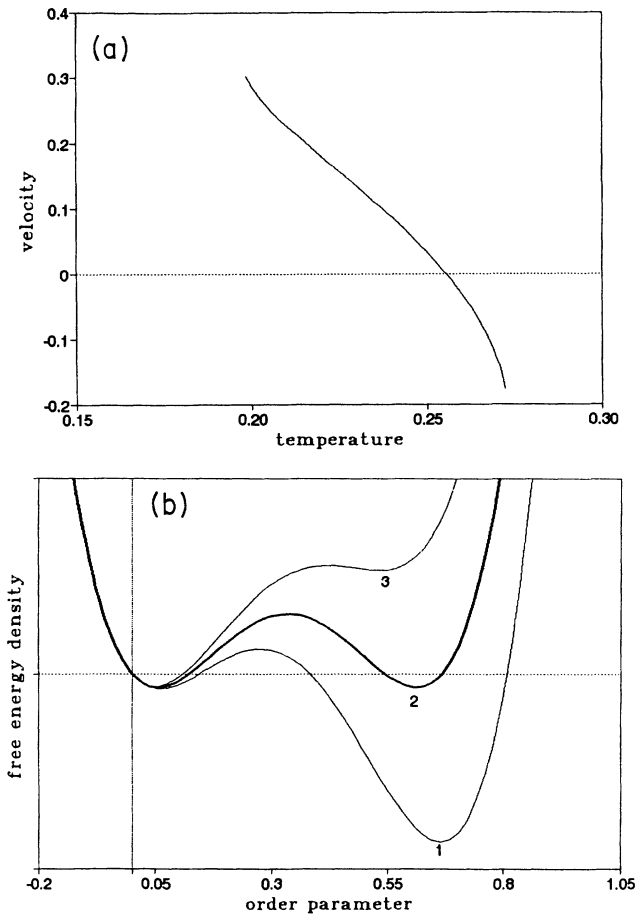 (a)
0.4
0.3
0.2
0.1
0
-0.1
-0.2
velocity
0.15 0.20 0.25 0.30
temperature
(b)
3
2
1
free energy density
-0.2 0.05 0.3 0.55 0.8 1.05
order parameter